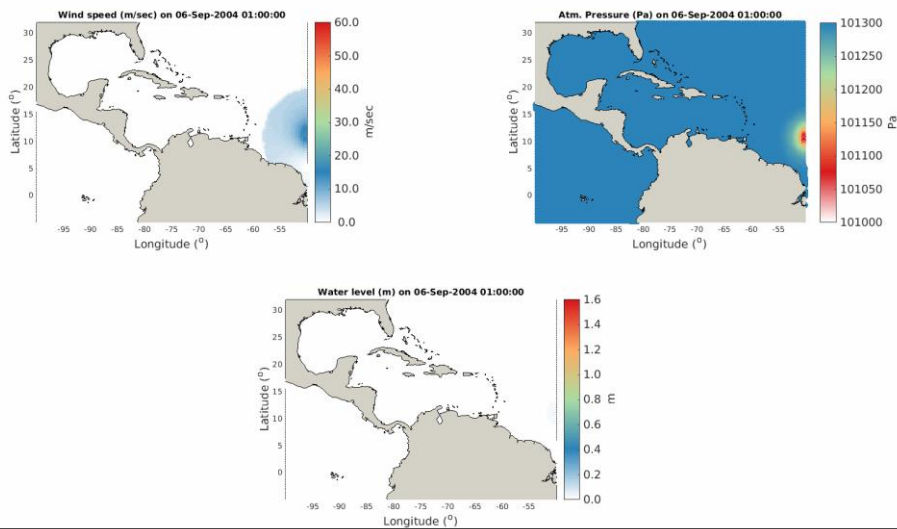 Wind speed (m/sec) on 06-Sep-2004 01:00:00
30
25
20
15
10
5
0
Latitude (°)
-95 -90 -85 -80 -75 -70 -65 -60 -55
Longitude (°)
60.0
50.0
40.0
30.0
20.0
10.0
0.0
m/sec
Atm. Pressure (Pa) on 06-Sep-2004 01:00:00
30
25
20
15
10
5
0
Latitude (°)
-95 -90 -85 -80 -75 -70 -65 -60 -55
Longitude (°)
101300
101250
101200
101150
101100
101050
101000
Pa
Water level (m) on 06-Sep-2004 01:00:00
30
25
20
15
10
5
0
Latitude (°)
-95 -90 -85 -80 -75 -70 -65 -60 -55
Longitude (°)
1.6
1.4
1.2
1.0
0.8
0.6
0.4
0.2
0.0
m